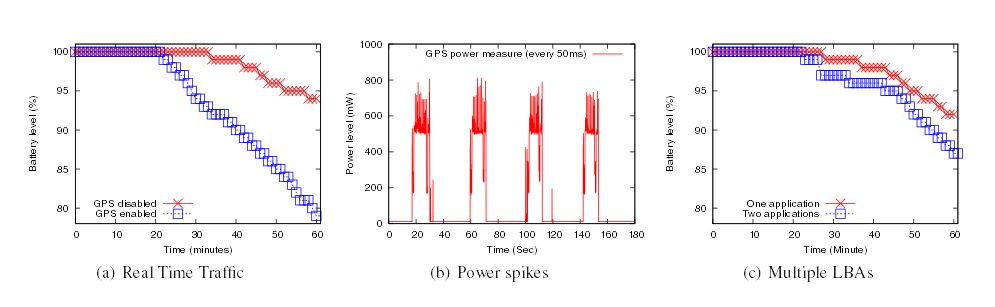 100
95
90
85
80
Battery level (%)
GPS disabled
GPS enabled
0 10 20 30 40 50 60
Time (minutes)
(a) Real Time Traffic
1000
800
600
400
200
0
Power level (mW)
GPS power measure (every 50ms)
0 20 40 60 80 100 120 140 160 180
Time (Sec)
(b) Power spikes
100
95
90
85
80
Battery level (%)
One application
Two applications
0 10 20 30 40 50 60
Time (Minute)
(c) Multiple LBAs